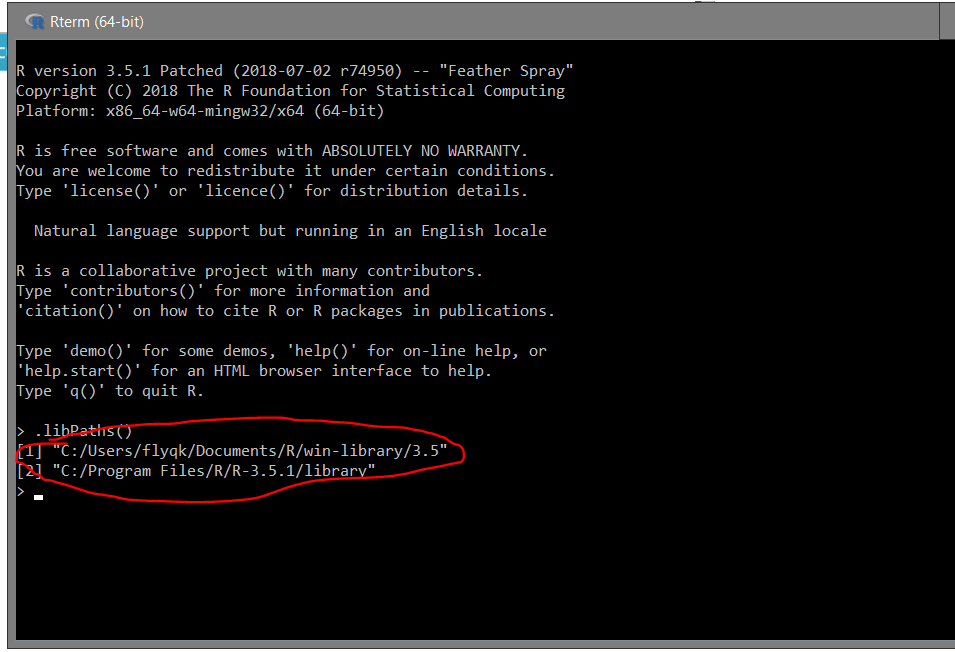 Rterm (64-bit)
R version 3.5.1 Patched (2018-07-02 r74950) -- "Feather Spray"
Copyright (C) 2018 The R Foundation for Statistical Computing
Platform: x86_64-w64-mingw32/x64 (64-bit)
R is free software and comes with ABSOLUTELY NO WARRANTY.
You are welcome to redistribute it under certain conditions.
Type 'license()' or 'licence()' for distribution details.
Natural language support but running in an English locale
R is a collaborative project with many contributors.
Type 'contributors()' for more information and
'citation()' on how to cite R or R packages in publications.
Type 'demo()' for some demos, 'help()' for on-line help, or
'help.start()' for an HTML browser interface to help.
Type 'q()' to quit R.
> .libPaths()
[1] "C:/Users/flyqk/Documents/R/win-library/3.5"
[2] "C:/Program Files/R/R-3.5.1/library"
>